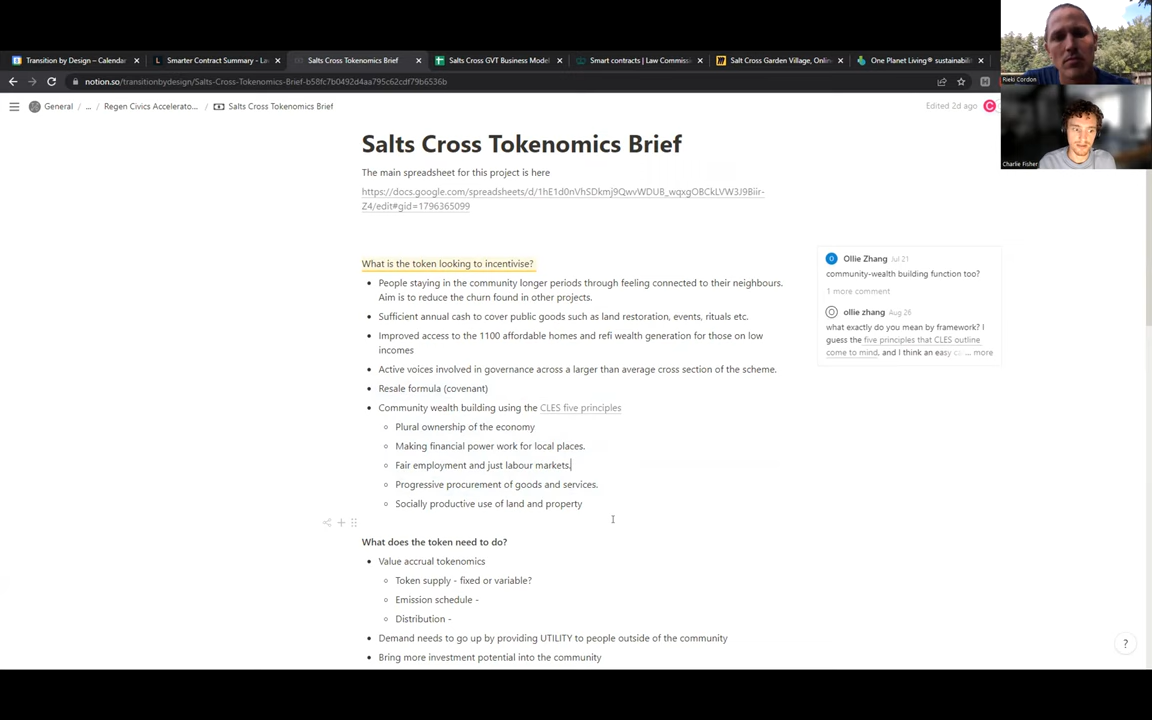 Transition by Design – Calendar
Smarter Contract Summary - La
Salts Cross Tokenomics Brief
Salts Cross GVT Business Model
Smart contracts | Law Commiss
Salt Cross Garden Village, Onlin
One Planet Living® sustainabil
notion.so/transitionbydesign/Salts-Cross-Tokenomics-Brief-b58fc7b0492d4aa795c62cdf79b6536b
General / ... / Regen Civics Accelerato... / Salts Cross Tokenomics Brief
Edited 2d ago
C
Rieki Cordon
Charlie Fisher
Salts Cross Tokenomics Brief
The main spreadsheet for this project is here
https://docs.google.com/spreadsheets/d/1hE1d0nVhSDkmj9QwvWDUB_wqxgOBCkLVW3J9Biir-
Z4/edit#gid=1796365099
What is the token looking to incentivise?
People staying in the community longer periods through feeling connected to their neighbours.
Aim is to reduce the churn found in other projects.
Sufficient annual cash to cover public goods such as land restoration, events, rituals etc.
Improved access to the 1100 affordable homes and refi wealth generation for those on low
incomes
Active voices involved in governance across a larger than average cross section of the scheme.
Resale formula (covenant)
Community wealth building using the CLES five principles
Plural ownership of the economy
Making financial power work for local places.
Fair employment and just labour markets.
Progressive procurement of goods and services.
Socially productive use of land and property
Ollie Zhang Jul 21
community-wealth building function too?
1 more comment
ollie zhang Aug 26
what exactly do you mean by framework? I
guess the five principles that CLES outline
come to mind, and I think an easy ca... more
What does the token need to do?
Value accrual tokenomics
Token supply - fixed or variable?
Emission schedule -
Distribution -
Demand needs to go up by providing UTILITY to people outside of the community
Bring more investment potential into the community
?